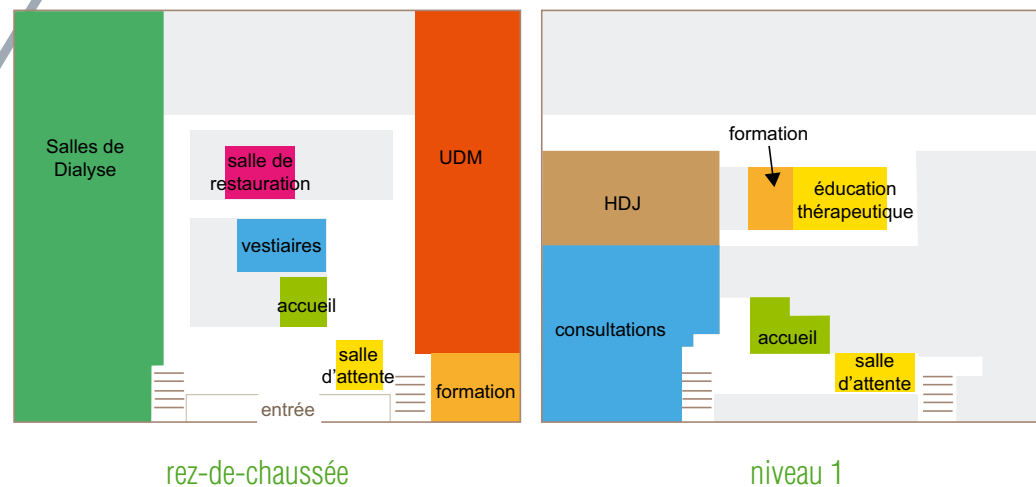 Salles de
Dialyse
salle de
restauration
UDM
vestiaires
accueil
salle
d'attente
formation
entrée
rez-de-chaussée
formation
HDJ
éducation
thérapeutique
consultations
accueil
salle
d'attente
niveau 1